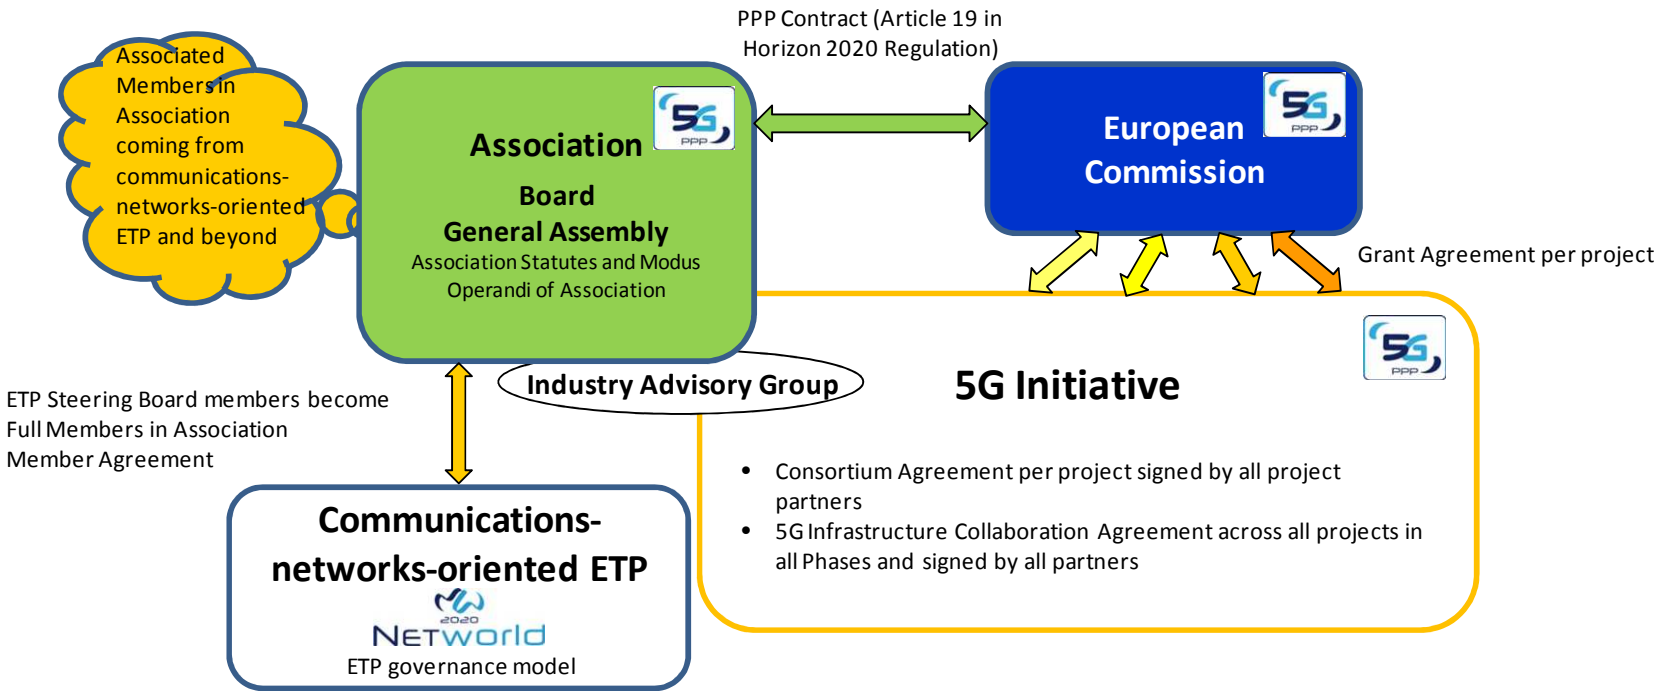 PPP Contract (Article 19 in
Horizon 2020 Regulation)
Associated
Members in
Association
coming from
communications-
networks-oriented
ETP and beyond
5G
PPP
Association
Board
General Assembly
Association Statutes and Modus
Operandi of Association
5G
PPP
European
Commission
Grant Agreement per project
ETP Steering Board members become
Full Members in Association
Member Agreement
Industry Advisory Group
5G
PPP
5G Initiative
• Consortium Agreement per project signed by all project
partners
• 5G Infrastructure Collaboration Agreement across all projects in
all Phases and signed by all partners
Communications-
networks-oriented ETP
2020
NETWorld
ETP governance model